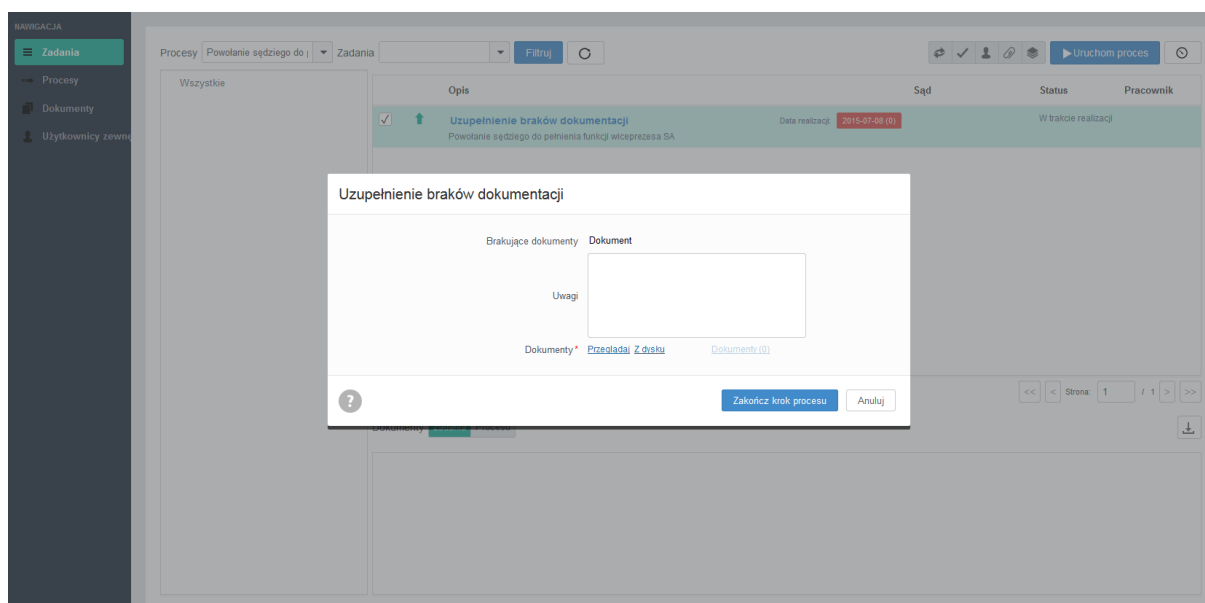 NAWIGACJA
Zadania
Procesy
Dokumenty
Użytkownicy zewnę
Procesy Powołanie sędziego do p Zadania Filtruj Uruchom proces
Wszystkie
Opis Sąd Status Pracownik
Uzupełnienie braków dokumentacji Data realizacji: 2015-07-08 (0) W trakcie realizacji
Powołanie sędziego do pełnienia funkcji wiceprezesa SA
Uzupełnienie braków dokumentacji
Brakujące dokumenty Dokument
Uwagi
Dokumenty* Przeglądaj Z dysku Dokumenty (0)
? Zakończ krok procesu Anuluj
<< < Strona: 1 / 1 > >>
Dokumenty